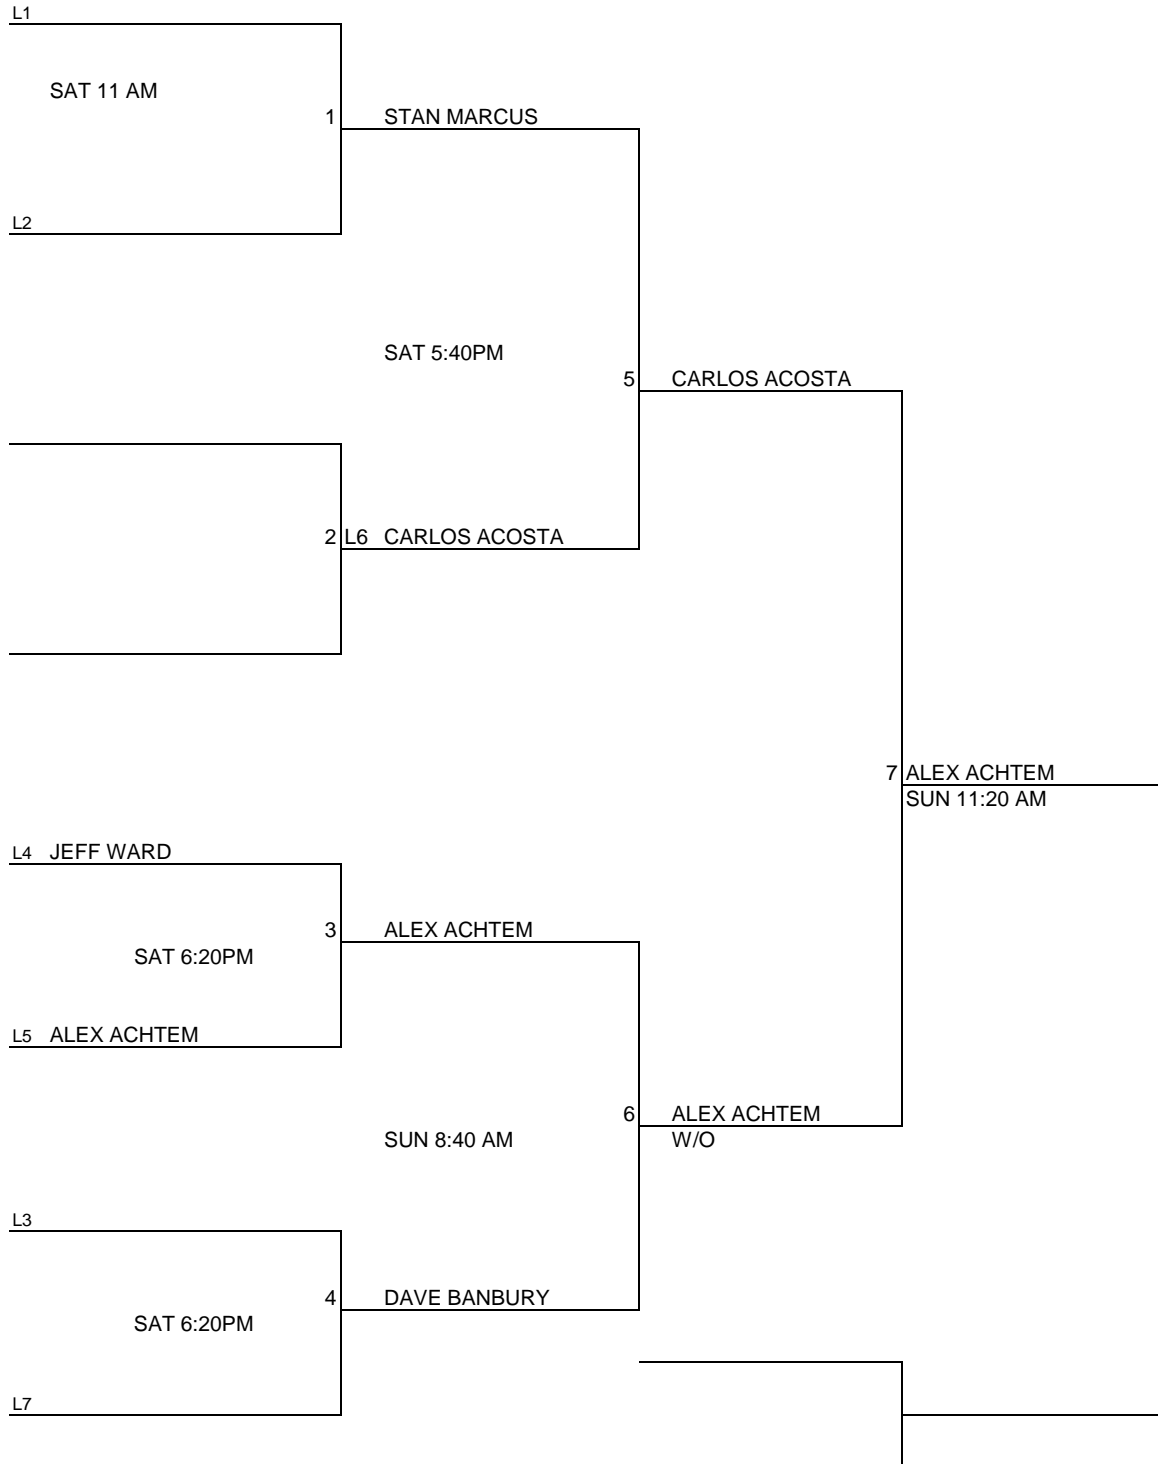 L1
SAT 11 AM
1 STAN MARCUS
L2
SAT 5:40PM
5 CARLOS ACOSTA
2 L6 CARLOS ACOSTA
7 ALEX ACHTEM
SUN 11:20 AM
L4 JEFF WARD
3 ALEX ACHTEM
SAT 6:20PM
L5 ALEX ACHTEM
6 ALEX ACHTEM
SUN 8:40 AM W/O
L3
4 DAVE BANBURY
SAT 6:20PM
L7